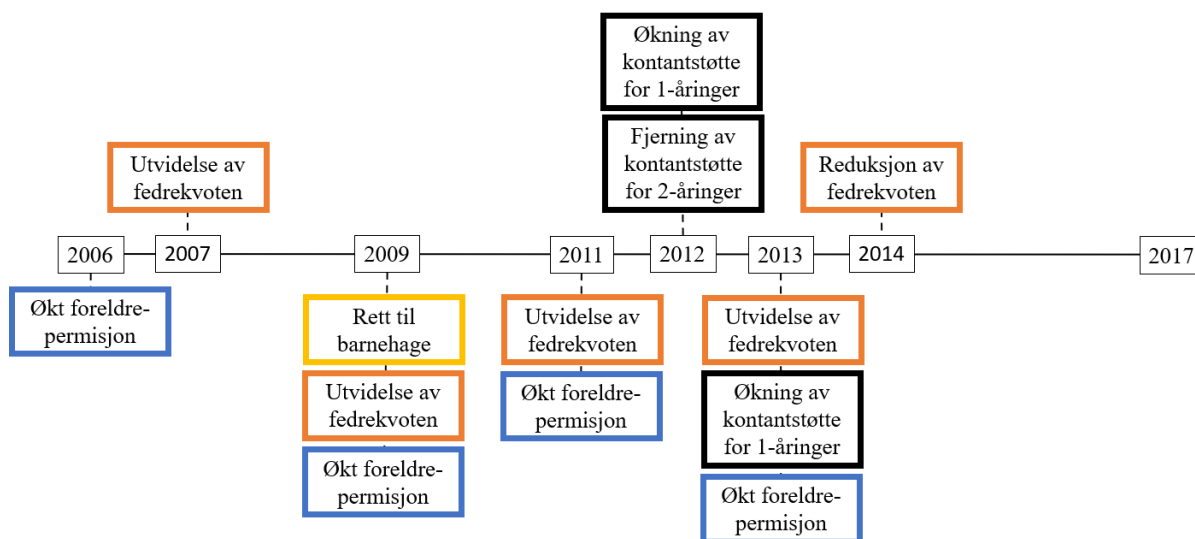 Økning av
kontantstøtte
for 1-åringer
Fjerning av
kontantstøtte
for 2-åringer
Utvidelse av
fedrekvoten
Reduksjon av
fedrekvoten
2006
2007
2009
2011
2012
2013
2014
2017
Økt foreldre-
permisjon
Rett til
barnehage
Utvidelse av
fedrekvoten
Økt foreldre-
permisjon
Utvidelse av
fedrekvoten
Økt foreldre-
permisjon
Utvidelse av
fedrekvoten
Økning av
kontantstøtte
for 1-åringer
Økt foreldre-
permisjon